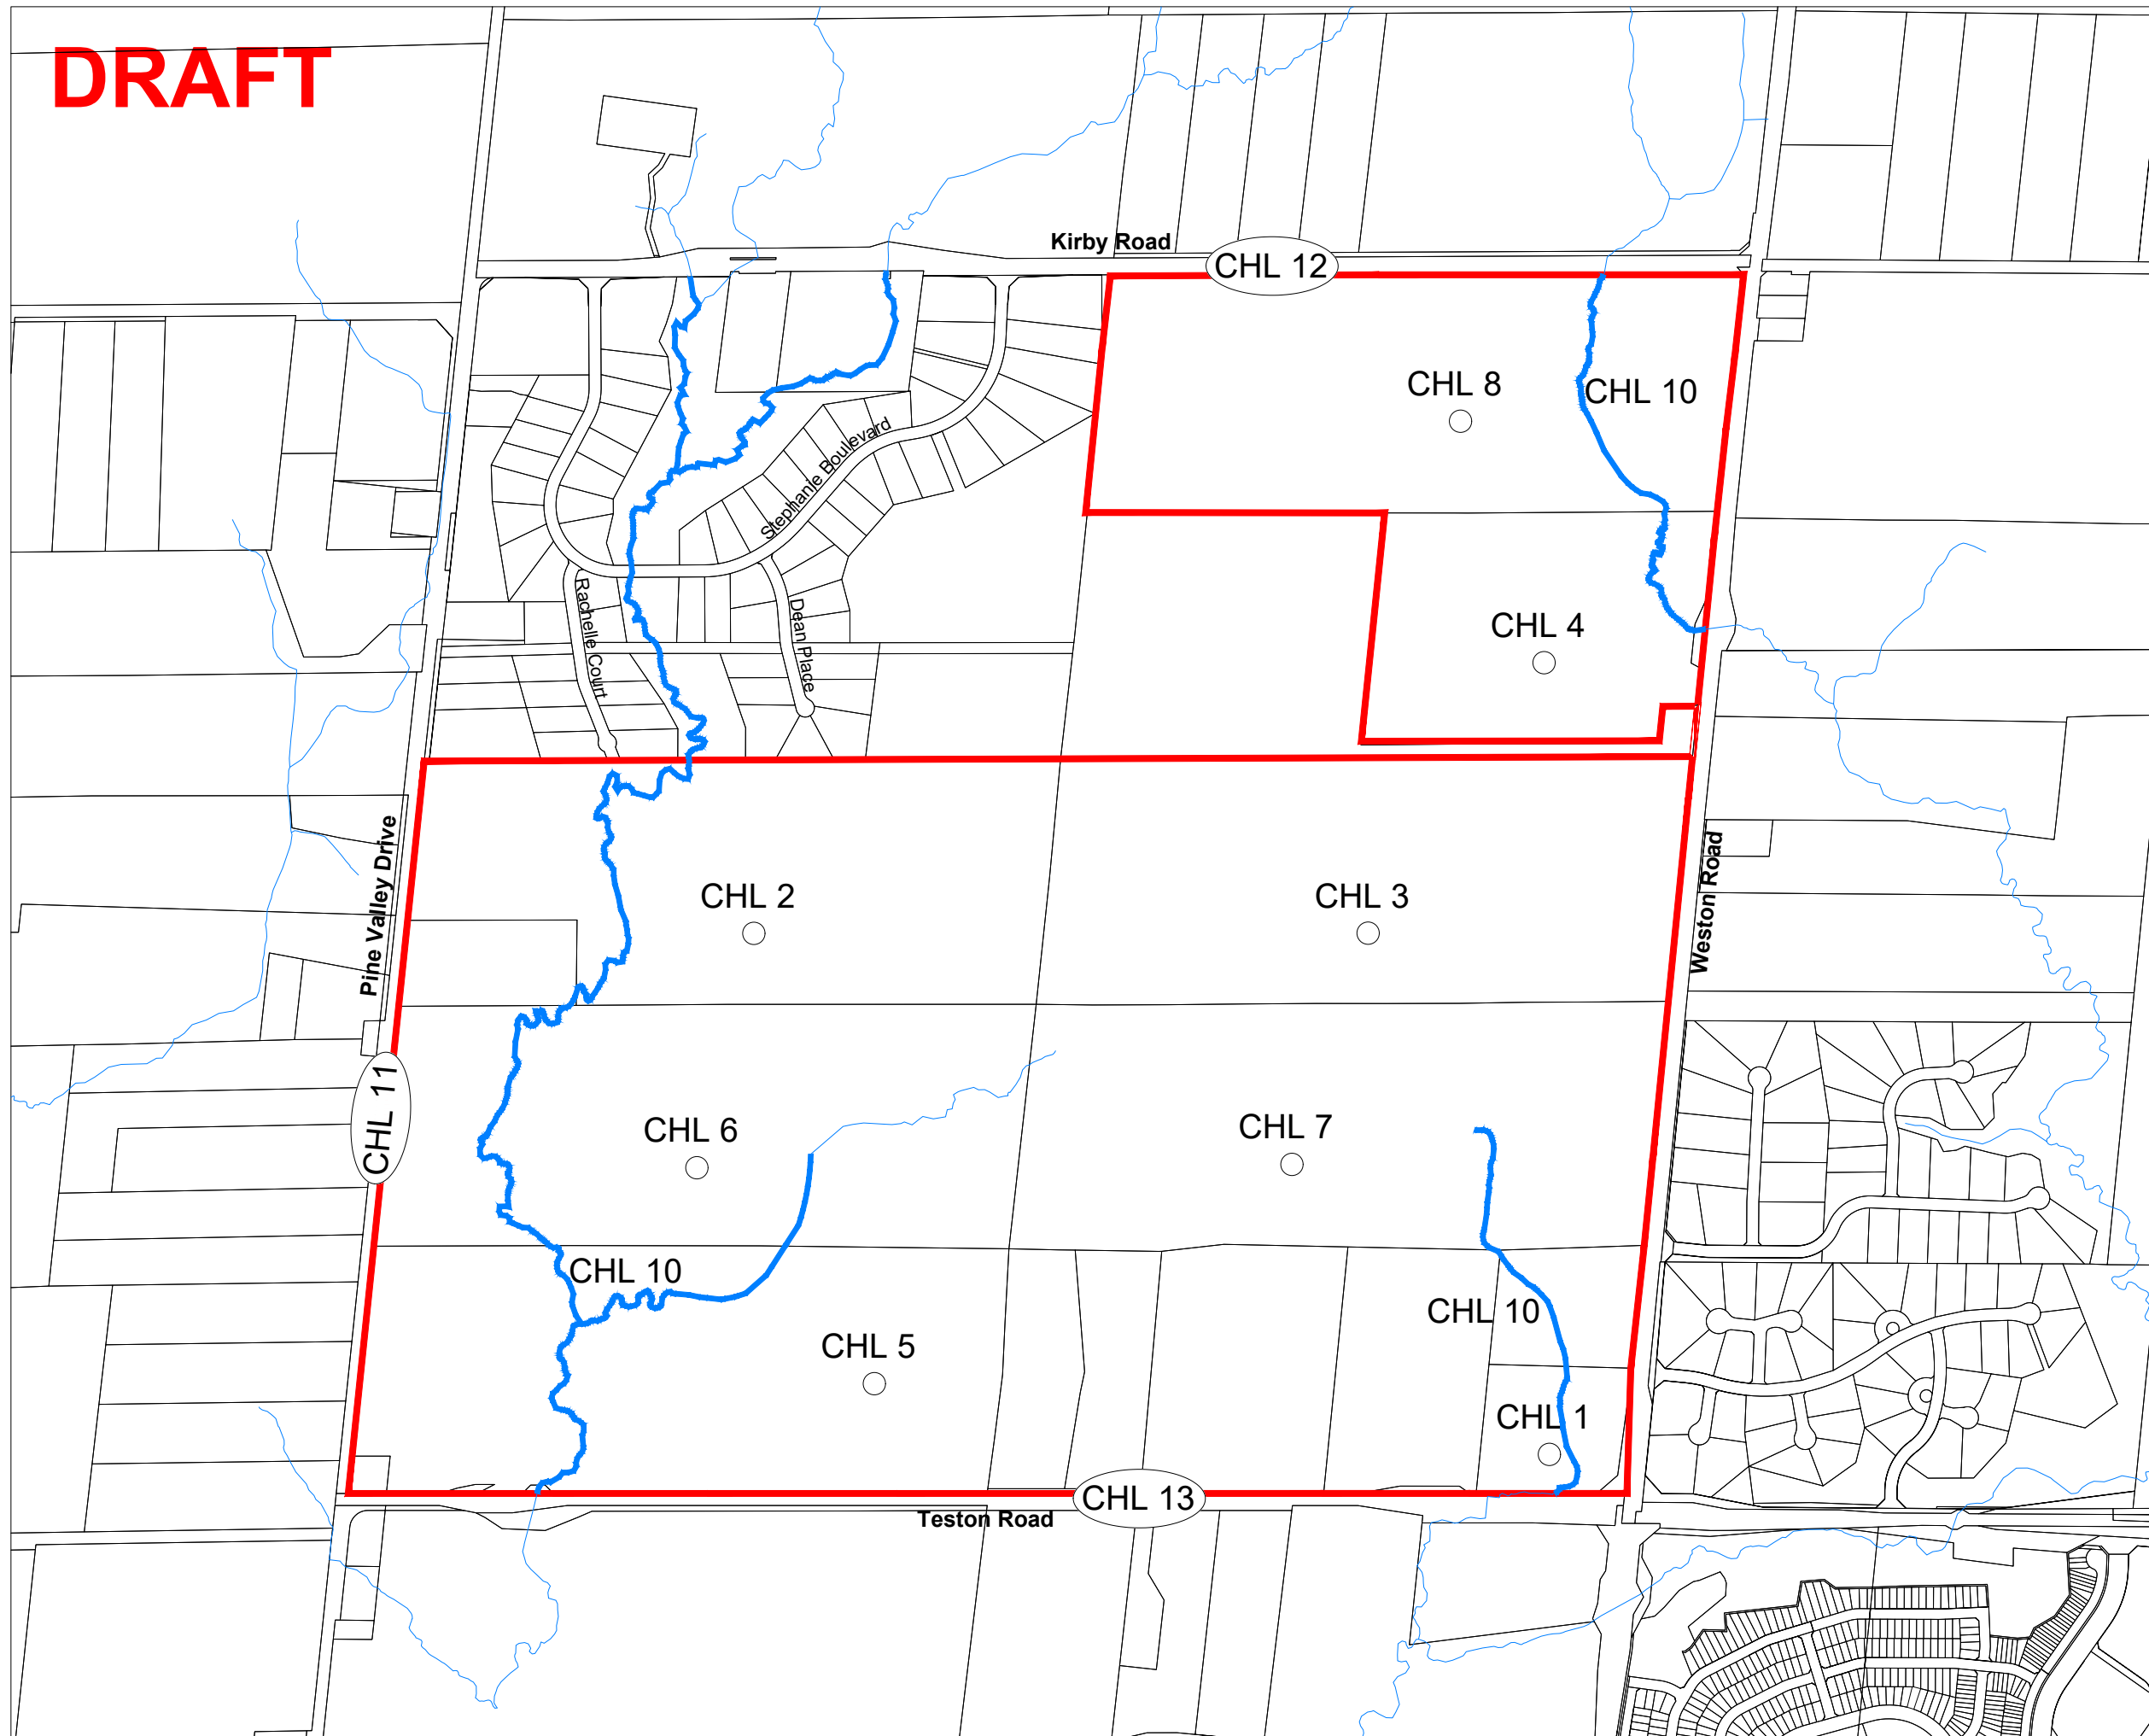 DRAFT
Kirby Road
CHL 12
CHL 8
CHL 10
Stephanie Boulevard
Rachelle Court
Dean Place
CHL 4
Pine Valley Drive
Weston Road
CHL 2
CHL 3
CHL 11
CHL 6
CHL 7
CHL 10
CHL 10
CHL 5
CHL 1
CHL 13
Teston Road